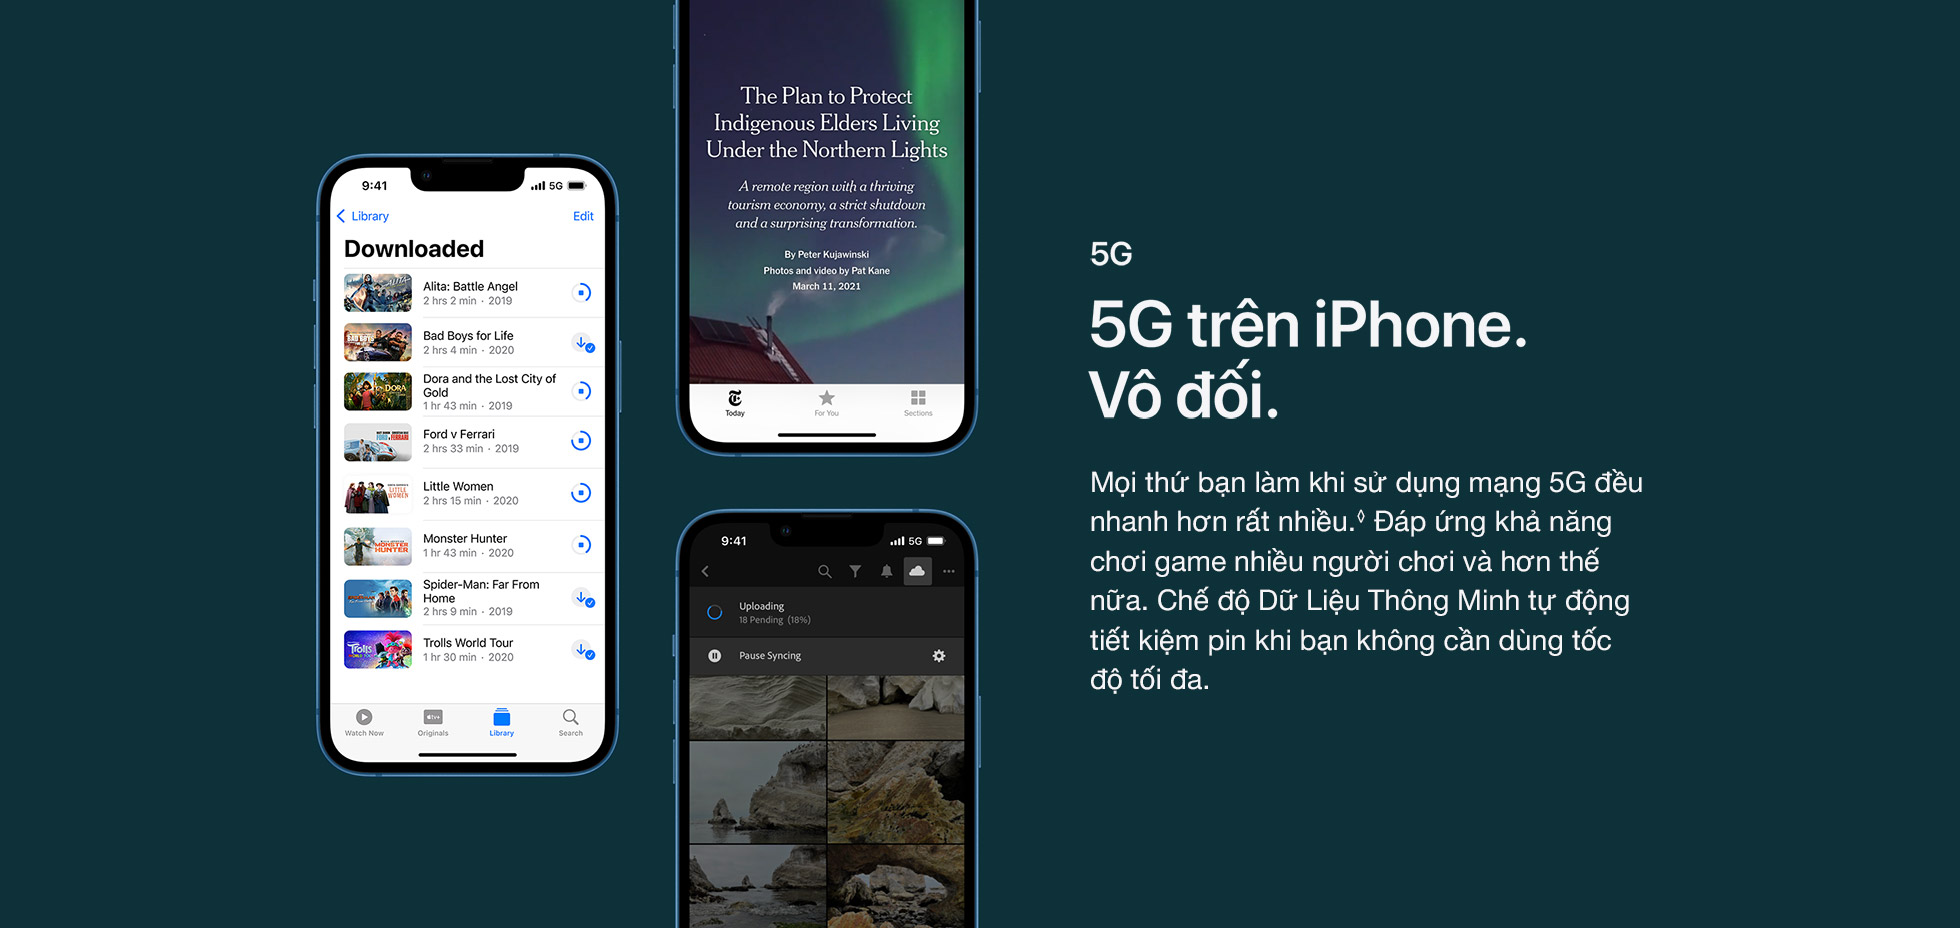 9:41
5G
Library
Edit
Downloaded
Alita: Battle Angel
2 hrs 2 min · 2019
Bad Boys for Life
2 hrs 4 min · 2020
Dora and the Lost City of
Gold
1 hr 43 min · 2019
Ford v Ferrari
2 hrs 33 min · 2019
Little Women
2 hrs 15 min · 2020
Monster Hunter
1 hr 43 min · 2020
Spider-Man: Far From
Home
2 hrs 9 min · 2019
Trolls World Tour
1 hr 30 min · 2020
Watch Now
Originals
Library
Search
The Plan to Protect
Indigenous Elders Living
Under the Northern Lights
A remote region with a thriving
tourism economy, a strict shutdown
and a surprising transformation.
By Peter Kujawinski
Photos and video by Pat Kane
March 11, 2021
Today
For You
Sections
9:41
5G
Uploading
18 Pending (18%)
Pause Syncing
5G
5G trên iPhone.
Vô đối.
Mọi thứ bạn làm khi sử dụng mạng 5G đều
nhanh hơn rất nhiều.◊ Đáp ứng khả năng
chơi game nhiều người chơi và hơn thế
nữa. Chế độ Dữ Liệu Thông Minh tự động
tiết kiệm pin khi bạn không cần dùng tốc
độ tối đa.